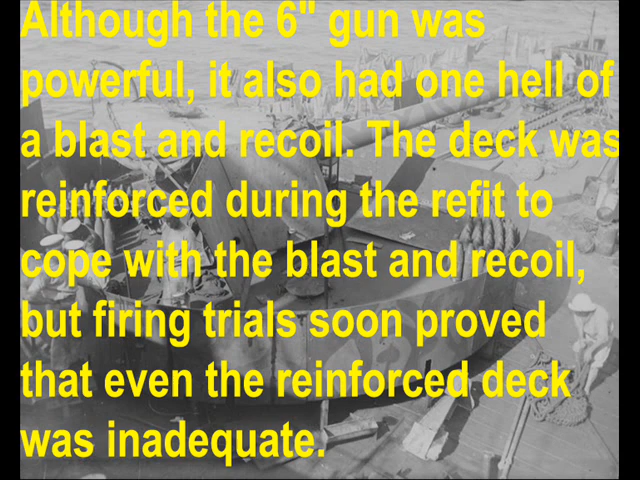 Although the 6" gun was
powerful, it also had one hell of
a blast and recoil. The deck was
reinforced during the refit to
cope with the blast and recoil,
but firing trials soon proved
that even the reinforced deck
was inadequate.